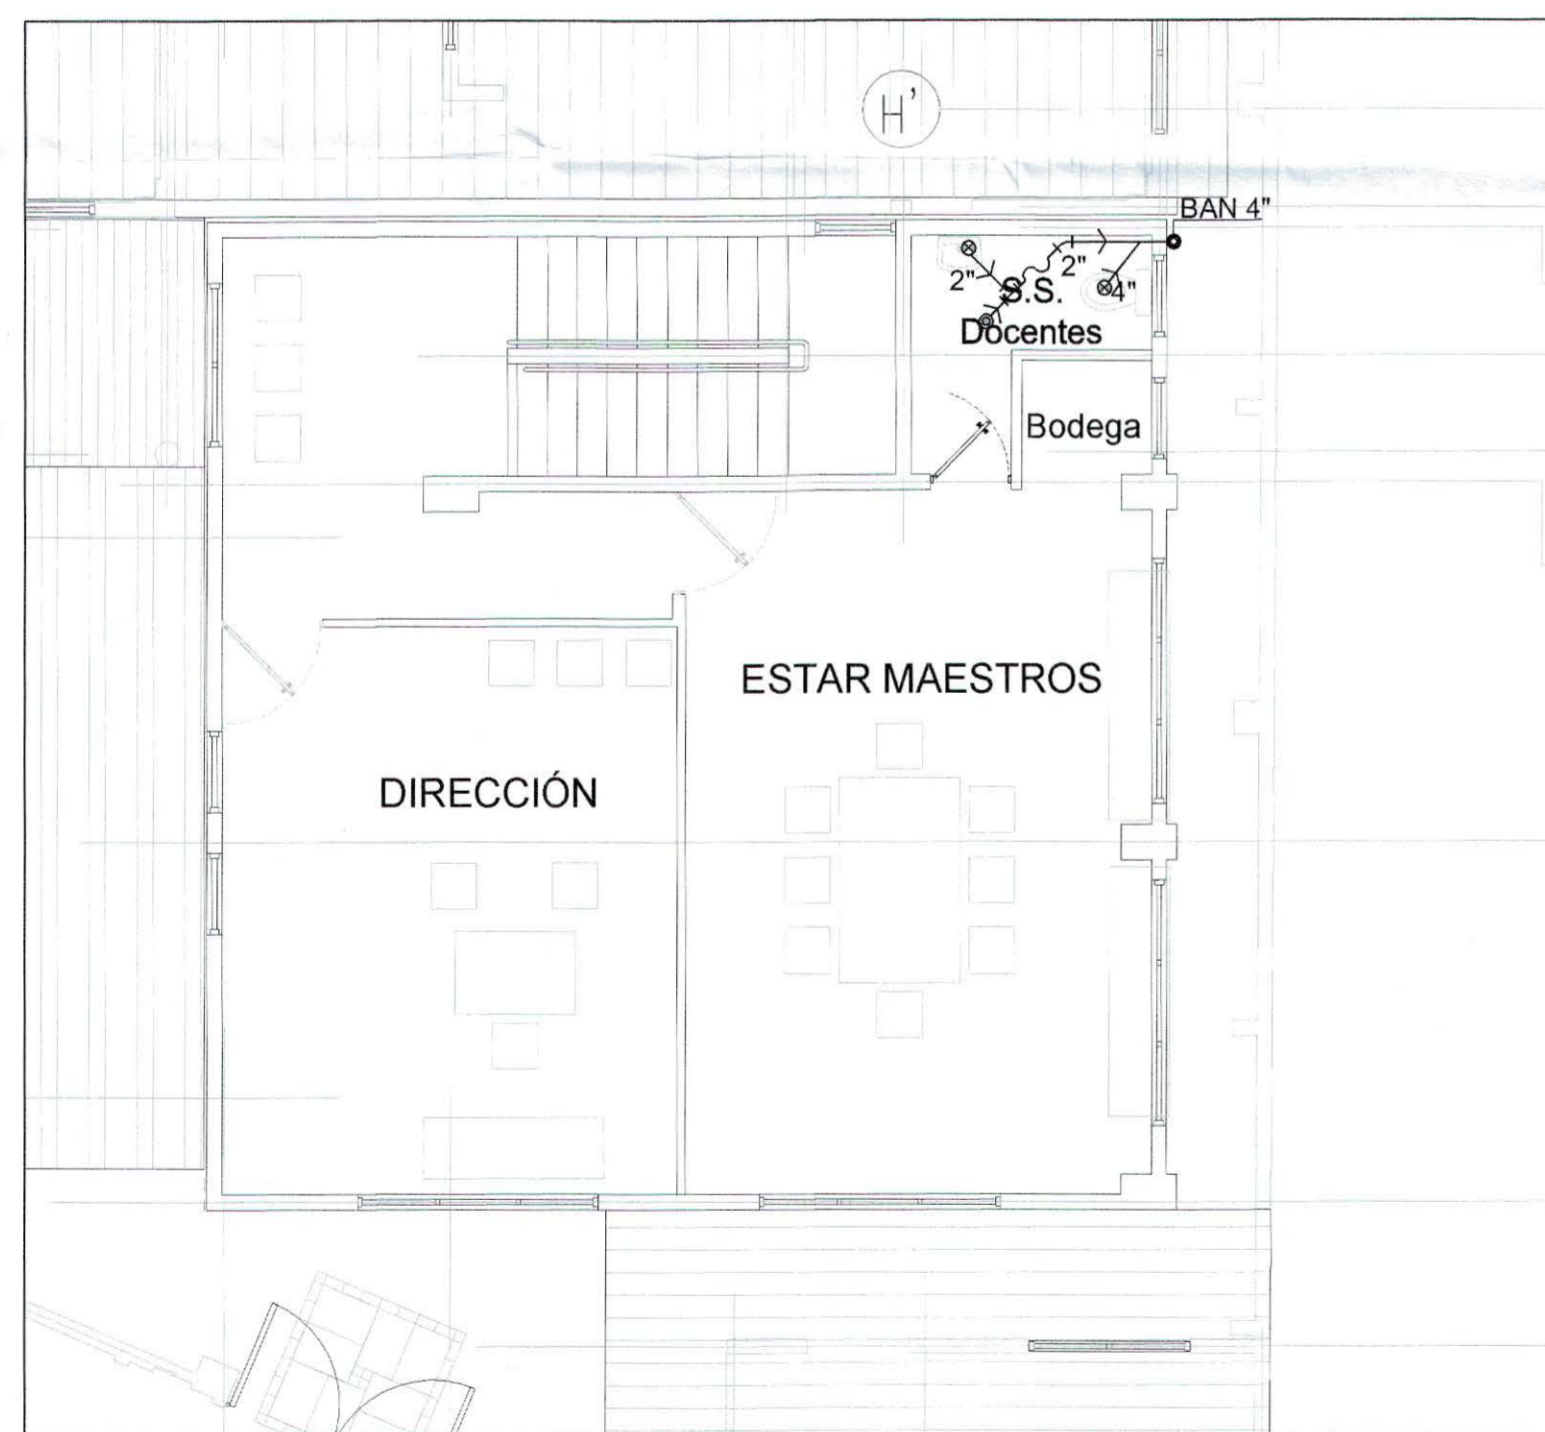 H'
BAN 4"
2"
2"
4"
S.S.
Docentes
Bodega
ESTAR MAESTROS
DIRECCIÓN